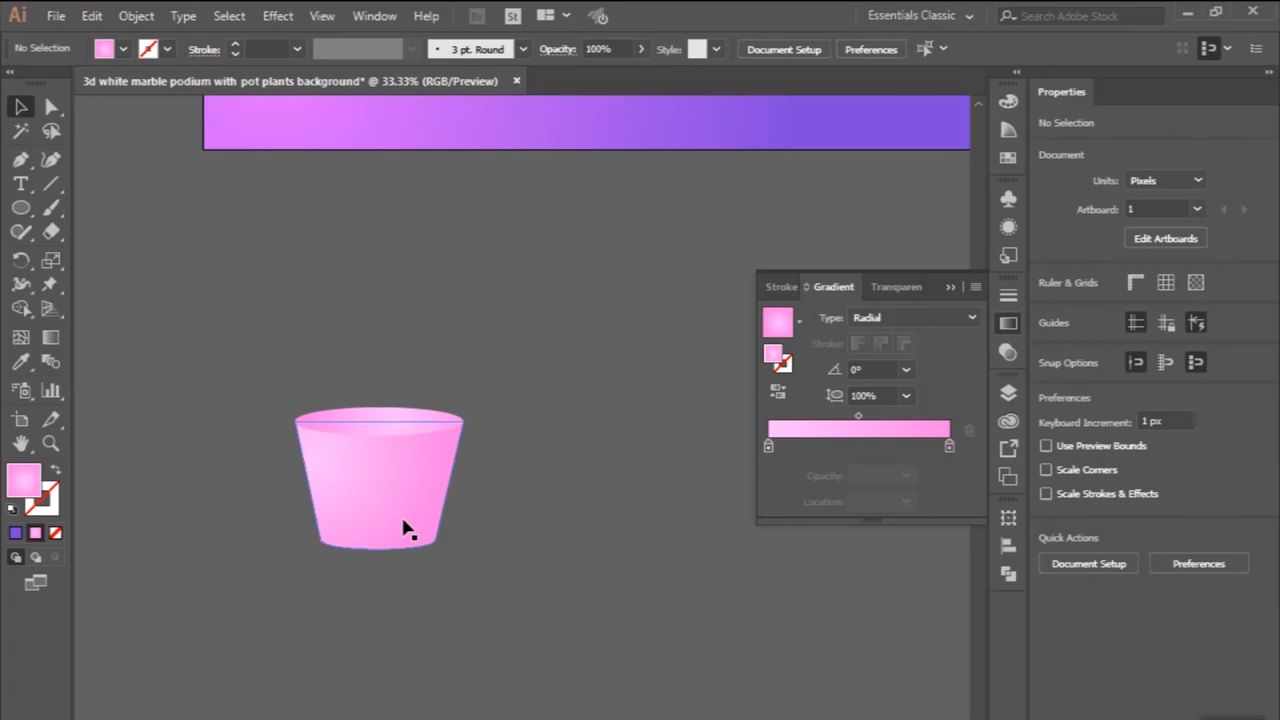 Ai File Edit Object Type Select Effect View Window Help Br St Essentials Classic Search Adobe Stock
No Selection Stroke: 3 pt. Round Opacity: 100% Style: Document Setup Preferences
3d white marble podium with pot plants background* @ 33.33% (RGB/Preview)
Properties
No Selection
Document
Units: Pixels
Artboard: 1
Edit Artboards
Ruler & Grids
Guides
Snap Options
Preferences
Keyboard Increment: 1 px
Use Preview Bounds
Scale Corners
Scale Strokes & Effects
Quick Actions
Document Setup Preferences
Stroke Gradient Transparen
Type: Radial
Stroke:
0°
100%
Opacity:
Location: